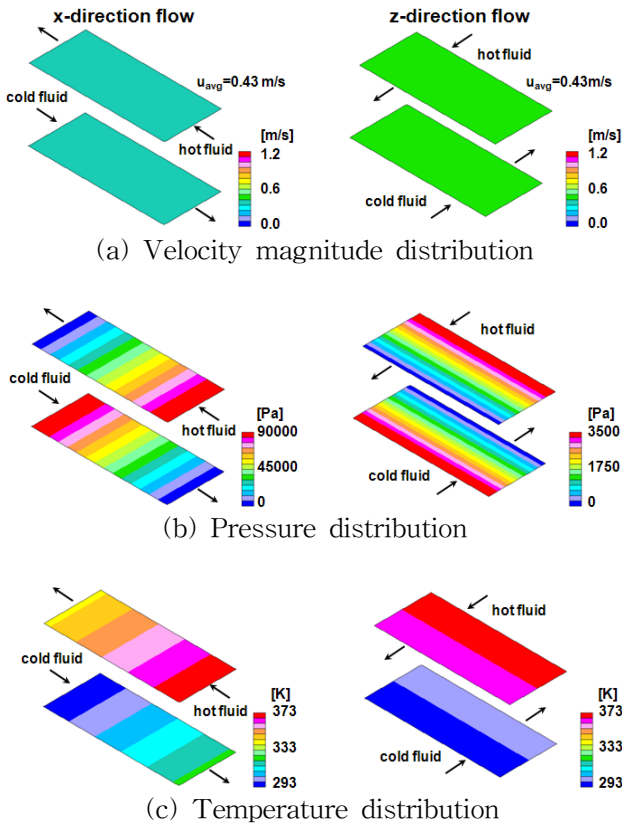 x-direction flow
z-direction flow
hot fluid
u_avg=0.43 m/s
u_avg=0.43m/s
cold fluid
[m/s]
1.2
0.6
0.0
hot fluid
[m/s]
1.2
0.6
0.0
cold fluid
(a) Velocity magnitude distribution
hot fluid
cold fluid
[Pa]
90000
45000
0
hot fluid
[Pa]
3500
1750
0
cold fluid
(b) Pressure distribution
hot fluid
cold fluid
[K]
373
333
293
hot fluid
[K]
373
333
293
cold fluid
(c) Temperature distribution